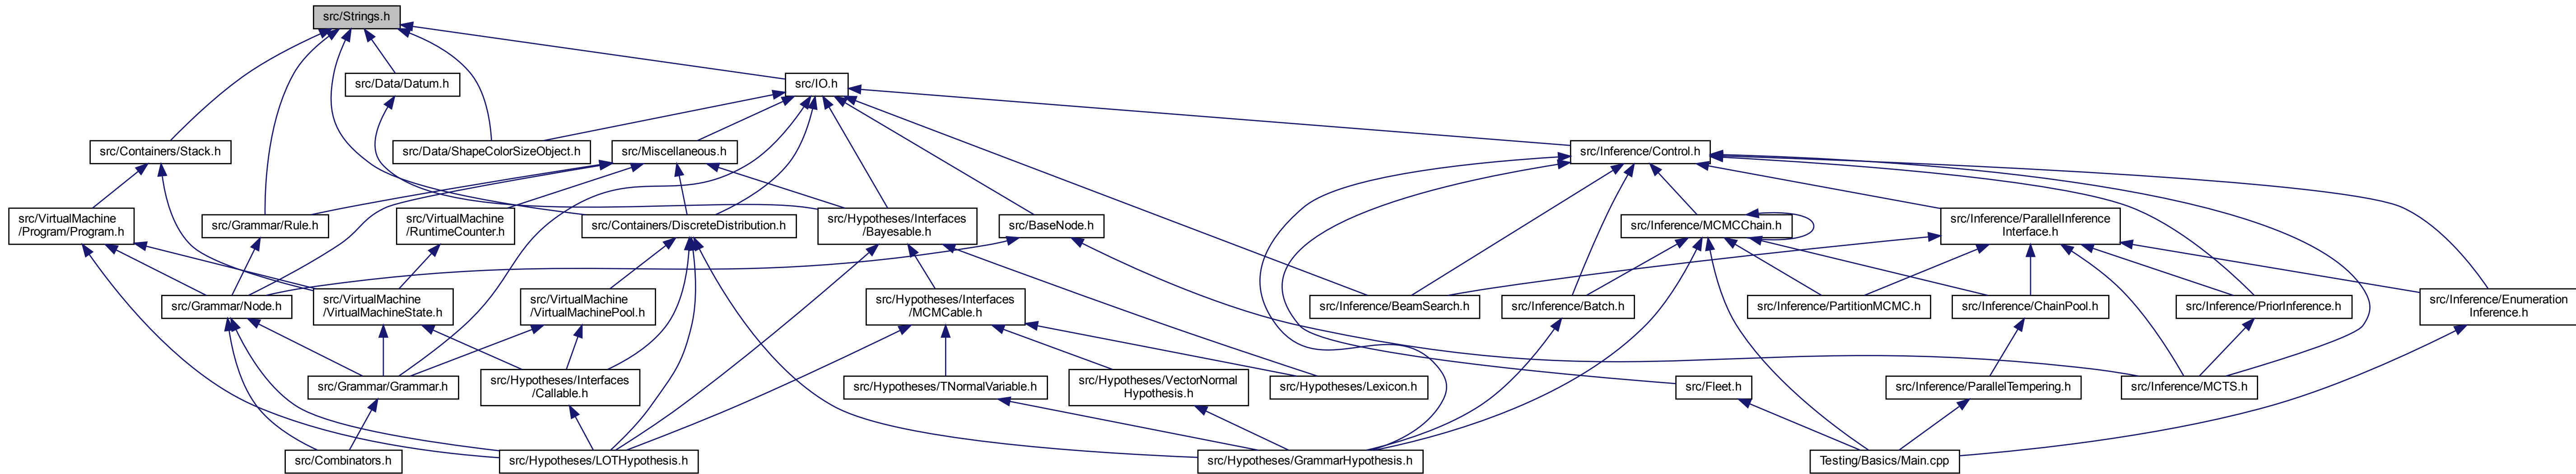 src/Strings.h
src/Data/Datum.h
src/IO.h
src/Containers/Stack.h
src/Data/ShapeColorSizeObject.h
src/Miscellaneous.h
src/Inference/Control.h
src/VirtualMachine
/Program/Program.h
src/Grammar/Rule.h
src/VirtualMachine
/RuntimeCounter.h
src/Containers/DiscreteDistribution.h
src/Hypotheses/Interfaces
/Bayesable.h
src/BaseNode.h
src/Inference/MCMCChain.h
src/Inference/ParallelInference
Interface.h
src/Grammar/Node.h
src/VirtualMachine
/VirtualMachineState.h
src/VirtualMachine
/VirtualMachinePool.h
src/Hypotheses/Interfaces
/MCMCable.h
src/Inference/BeamSearch.h
src/Inference/Batch.h
src/Inference/PartitionMCMC.h
src/Inference/ChainPool.h
src/Inference/PriorInference.h
src/Inference/Enumeration
Inference.h
src/Grammar/Grammar.h
src/Hypotheses/Interfaces
/Callable.h
src/Hypotheses/TNormalVariable.h
src/Hypotheses/VectorNormal
Hypothesis.h
src/Hypotheses/Lexicon.h
src/Fleet.h
src/Inference/ParallelTempering.h
src/Inference/MCTS.h
src/Combinators.h
src/Hypotheses/LOTHypothesis.h
src/Hypotheses/GrammarHypothesis.h
Testing/Basics/Main.cpp